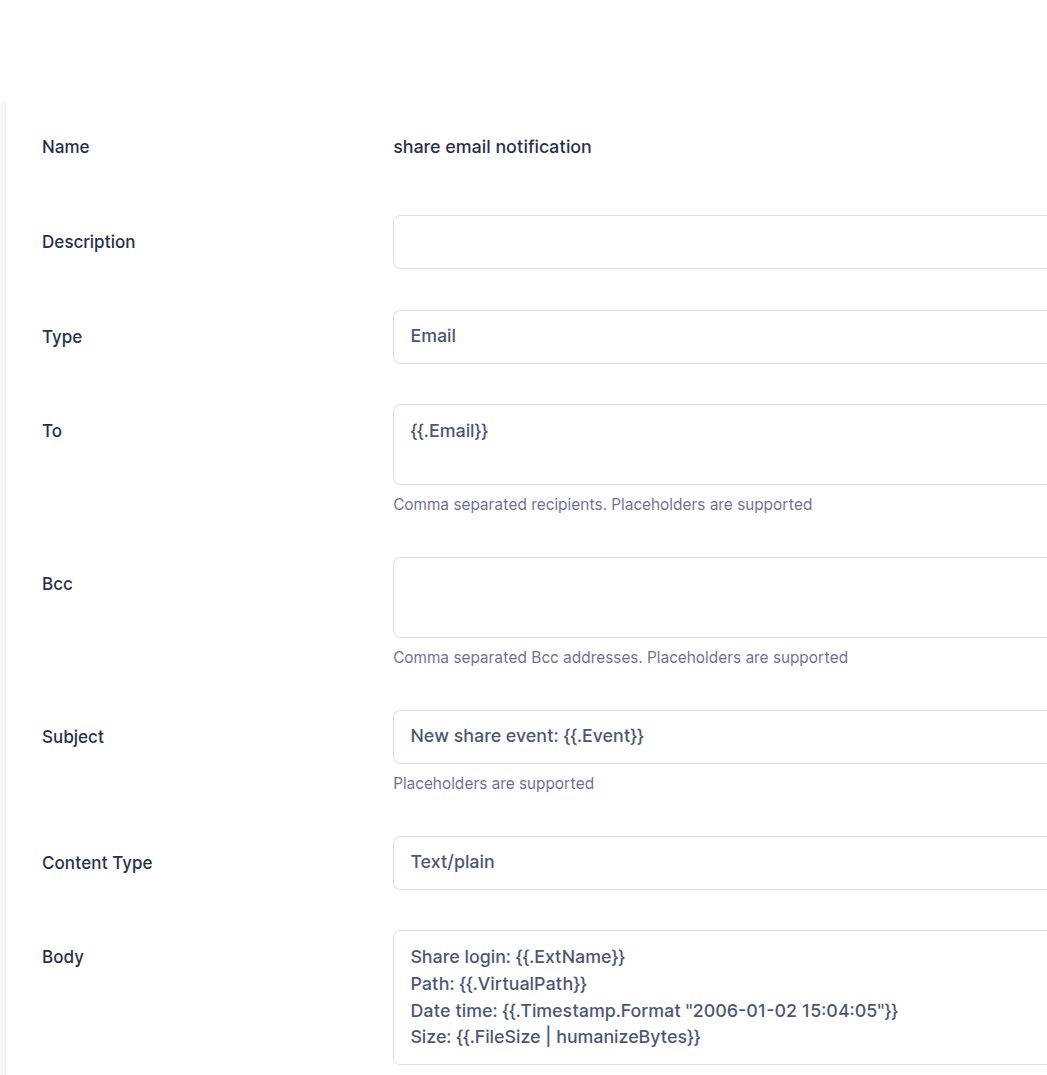 Name
share email notification
Description
Type
Email
To
{{.Email}}
Comma separated recipients. Placeholders are supported
Bcc
Comma separated Bcc addresses. Placeholders are supported
Subject
New share event: {{.Event}}
Placeholders are supported
Content Type
Text/plain
Body
Share login: {{.ExtName}}
Path: {{.VirtualPath}}
Date time: {{.Timestamp.Format "2006-01-02 15:04:05"}}
Size: {{.FileSize | humanizeBytes}}